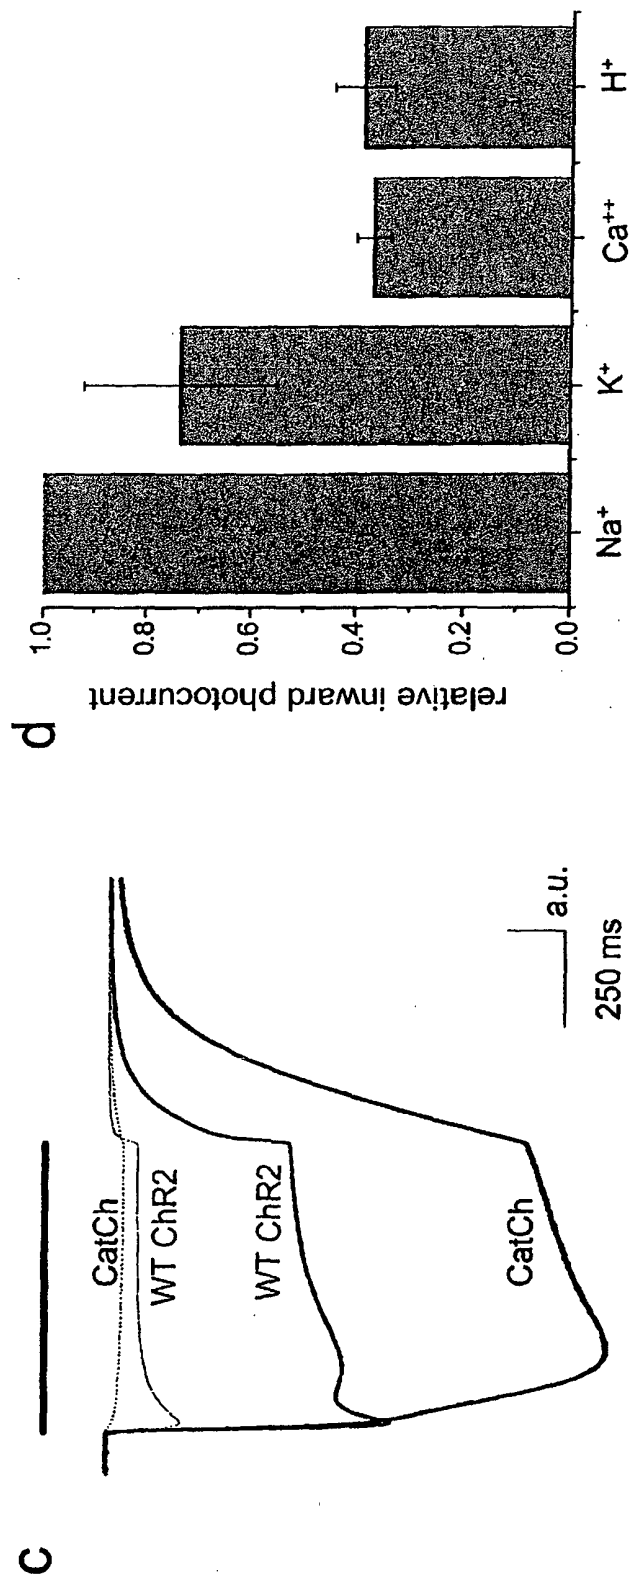 c
CatCh
WT ChR2
WT ChR2
CatCh
a.u.
250 ms
d
relative inward photocurrent
1.0
0.8
0.6
0.4
0.2
0.0
Na⁺
K⁺
Ca⁺⁺
H⁺